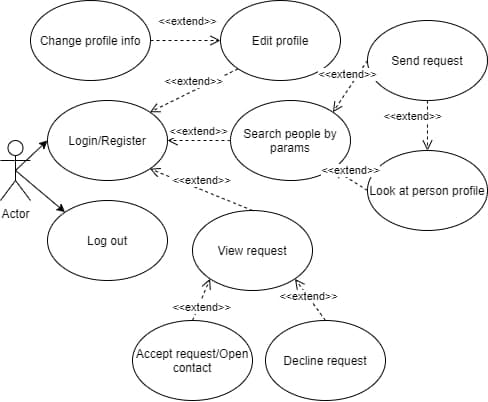 <<extend>>
Change profile info
Edit profile
Send request
<<extend>>
<<extend>>
<<extend>>
Login/Register
<<extend>>
Search people by
params
<<extend>>
Look at person profile
<<extend>>
Actor
Log out
View request
<<extend>>
<<extend>>
Accept request/Open
contact
Decline request